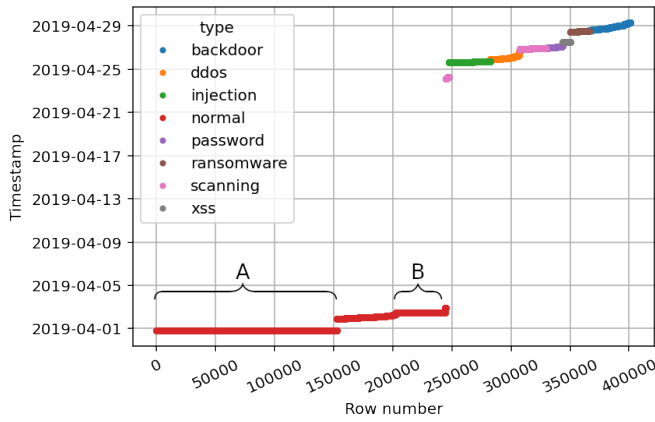 type
backdoor
ddos
injection
normal
password
ransomware
scanning
xss
A
B
Timestamp
2019-04-29
2019-04-25
2019-04-21
2019-04-17
2019-04-13
2019-04-09
2019-04-05
2019-04-01
0
50000
100000
150000
200000
250000
300000
350000
400000
Row number